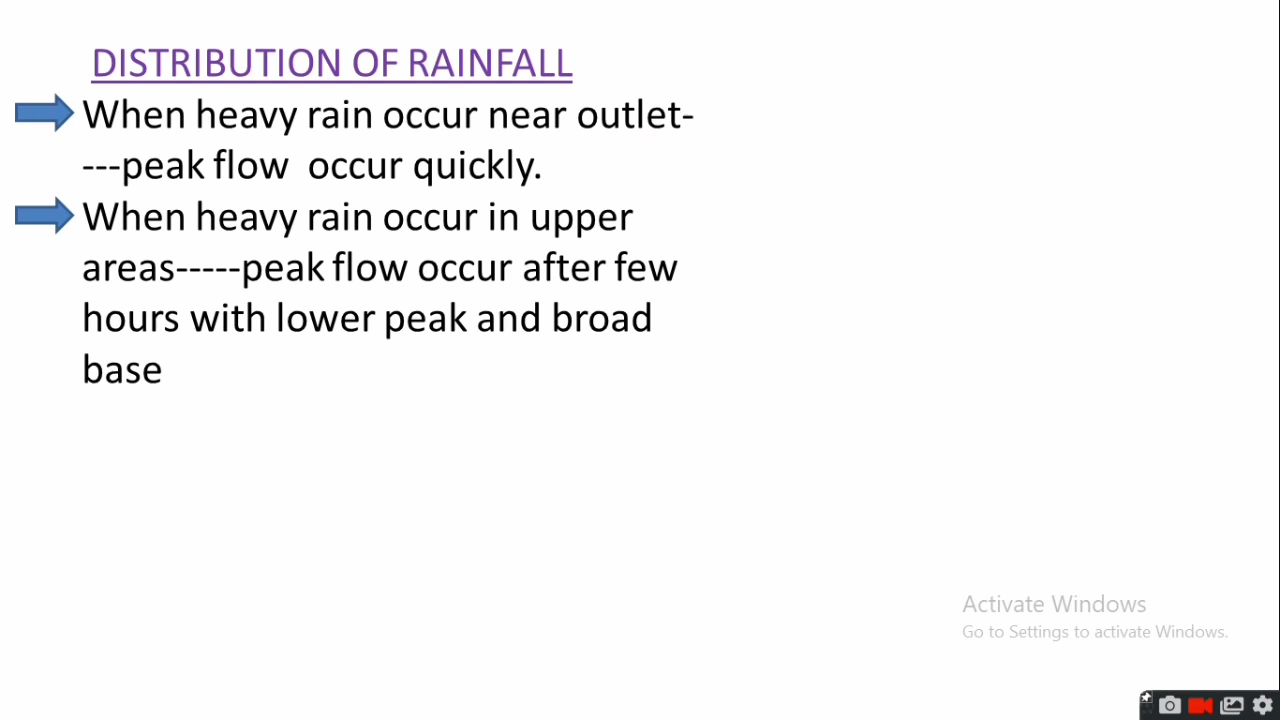 DISTRIBUTION OF RAINFALL
When heavy rain occur near outlet-
---peak flow  occur quickly.
When heavy rain occur in upper
areas-----peak flow occur after few
hours with lower peak and broad
base
Activate Windows
Go to Settings to activate Windows.